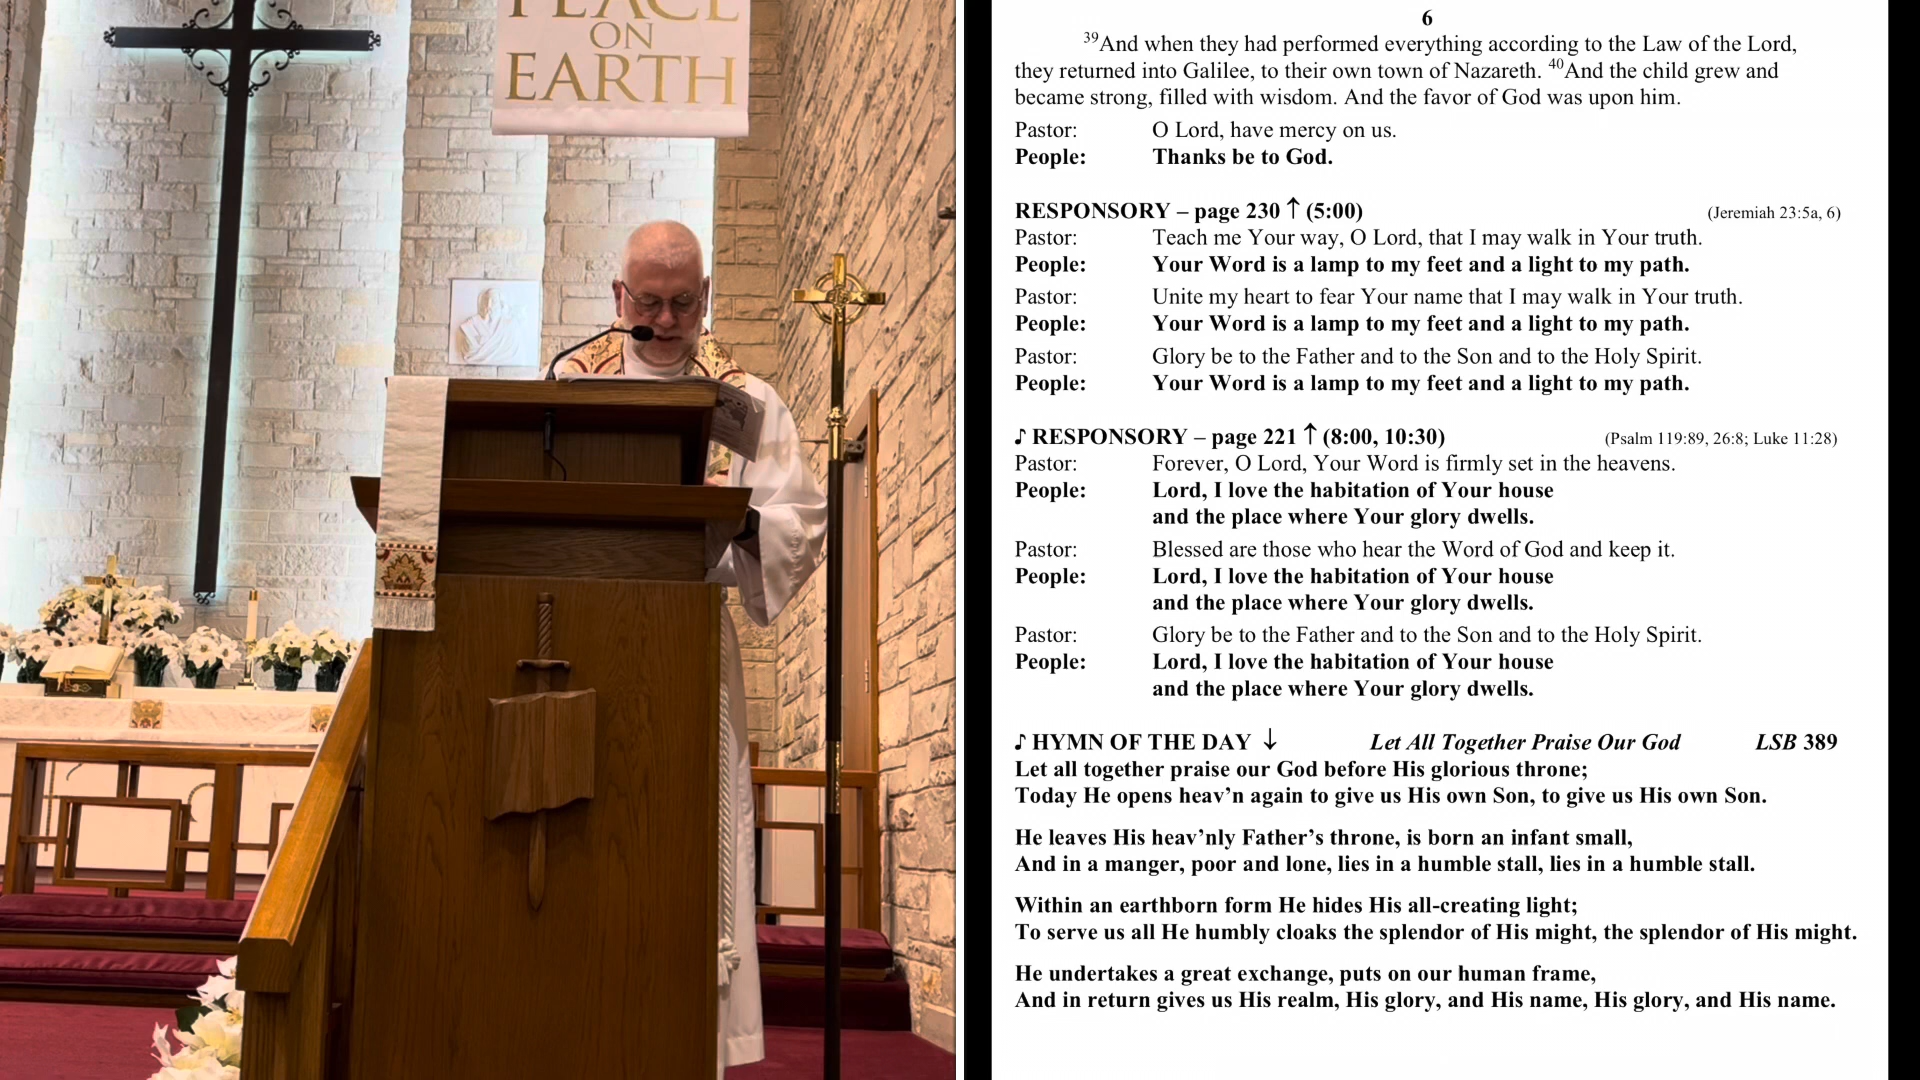 PEACE
ON
EARTH
6
39And when they had performed everything according to the Law of the Lord,
they returned into Galilee, to their own town of Nazareth. 40And the child grew and
became strong, filled with wisdom. And the favor of God was upon him.
Pastor: O Lord, have mercy on us.
People: Thanks be to God.
RESPONSORY – page 230 ↑ (5:00) (Jeremiah 23:5a, 6)
Pastor: Teach me Your way, O Lord, that I may walk in Your truth.
People: Your Word is a lamp to my feet and a light to my path.
Pastor: Unite my heart to fear Your name that I may walk in Your truth.
People: Your Word is a lamp to my feet and a light to my path.
Pastor: Glory be to the Father and to the Son and to the Holy Spirit.
People: Your Word is a lamp to my feet and a light to my path.
♪ RESPONSORY – page 221 ↑ (8:00, 10:30) (Psalm 119:89, 26:8; Luke 11:28)
Pastor: Forever, O Lord, Your Word is firmly set in the heavens.
People: Lord, I love the habitation of Your house
and the place where Your glory dwells.
Pastor: Blessed are those who hear the Word of God and keep it.
People: Lord, I love the habitation of Your house
and the place where Your glory dwells.
Pastor: Glory be to the Father and to the Son and to the Holy Spirit.
People: Lord, I love the habitation of Your house
and the place where Your glory dwells.
♪ HYMN OF THE DAY ↓ Let All Together Praise Our God LSB 389
Let all together praise our God before His glorious throne;
Today He opens heav’n again to give us His own Son, to give us His own Son.
He leaves His heav’nly Father’s throne, is born an infant small,
And in a manger, poor and lone, lies in a humble stall, lies in a humble stall.
Within an earthborn form He hides His all-creating light;
To serve us all He humbly cloaks the splendor of His might, the splendor of His might.
He undertakes a great exchange, puts on our human frame,
And in return gives us His realm, His glory, and His name, His glory, and His name.